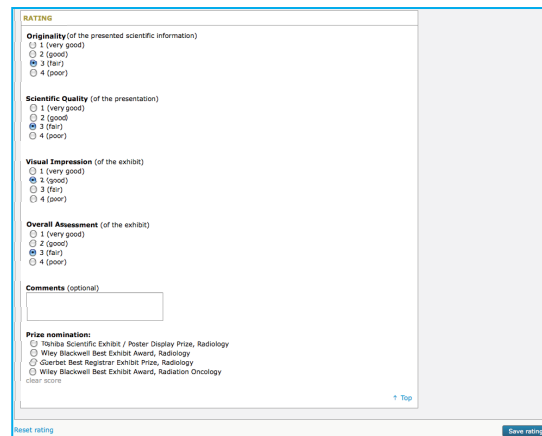 RATING
Originality (of the presented scientific information)
1 (very good)
2 (good)
3 (fair)
4 (poor)
Scientific Quality (of the presentation)
1 (very good)
2 (good)
3 (fair)
4 (poor)
Visual Impression (of the exhibit)
1 (very good)
2 (good)
3 (fair)
4 (poor)
Overall Assessment (of the exhibit)
1 (very good)
2 (good)
3 (fair)
4 (poor)
Comments (optional)
Prize nomination:
Toshiba Scientific Exhibit / Poster Display Prize, Radiology
Wiley Blackwell Best Exhibit Award, Radiology
Guerbet Best Registrar Exhibit Prize, Radiology
Wiley Blackwell Best Exhibit Award, Radiation Oncology
clear score
↑ Top
Reset rating
Save rating